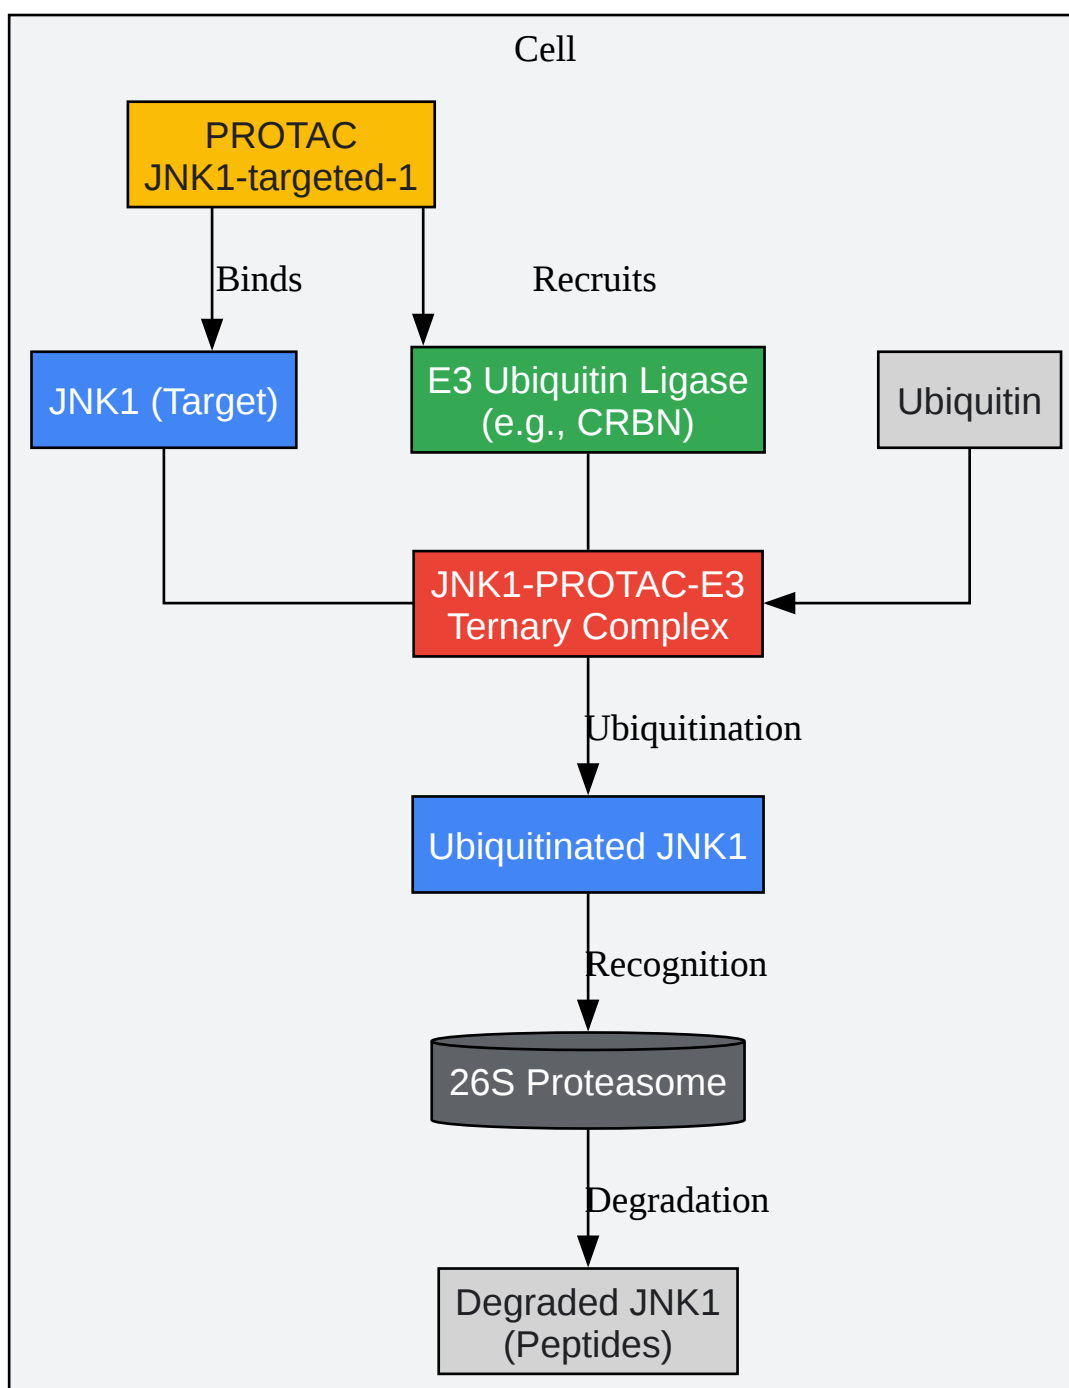 Cell
PROTAC
JNK1-targeted-1
Binds
Recruits
JNK1 (Target)
E3 Ubiquitin Ligase
(e.g., CRBN)
Ubiquitin
JNK1-PROTAC-E3
Ternary Complex
Ubiquitination
Ubiquitinated JNK1
Recognition
26S Proteasome
Degradation
Degraded JNK1
(Peptides)